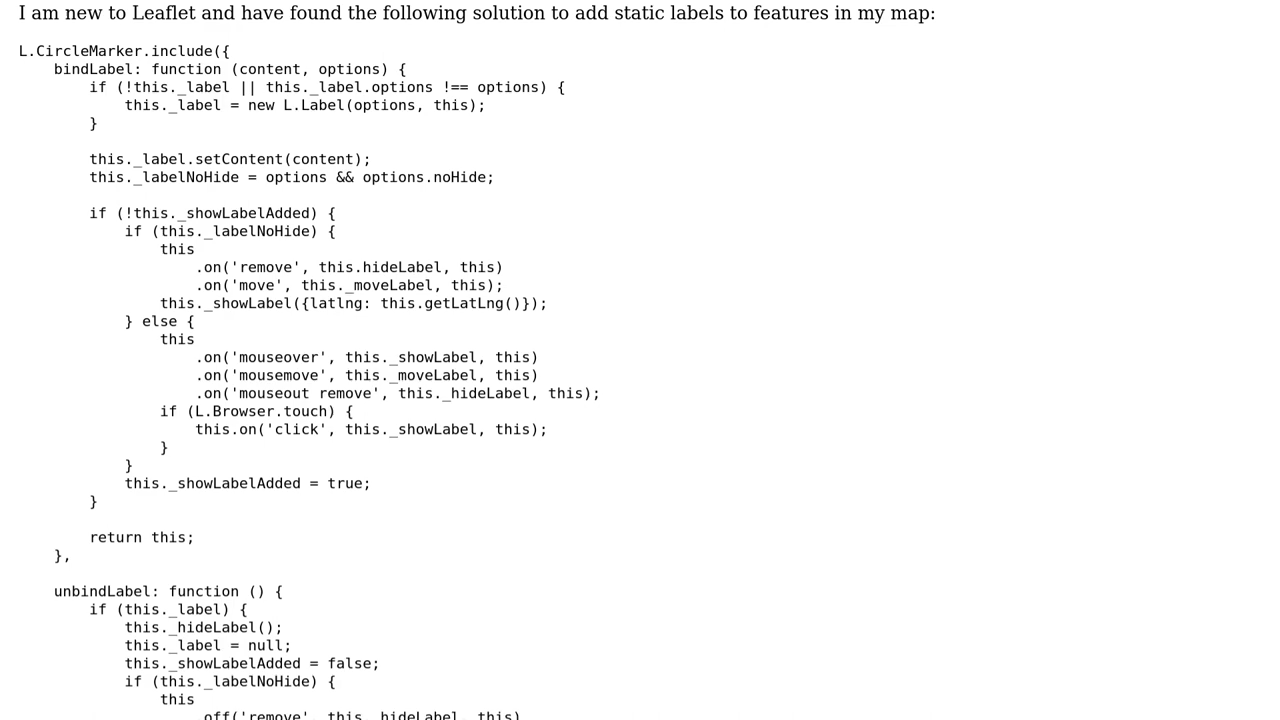 I am new to Leaflet and have found the following solution to add static labels to features in my map:
L.CircleMarker.include({
    bindLabel: function (content, options) {
        if (!this._label || this._label.options !== options) {
            this._label = new L.Label(options, this);
        }

        this._label.setContent(content);
        this._labelNoHide = options && options.noHide;

        if (!this._showLabelAdded) {
            if (this._labelNoHide) {
                this
                    .on('remove', this.hideLabel, this)
                    .on('move', this._moveLabel, this);
                this._showLabel({latlng: this.getLatLng()});
            } else {
                this
                    .on('mouseover', this._showLabel, this)
                    .on('mousemove', this._moveLabel, this)
                    .on('mouseout remove', this._hideLabel, this);
                if (L.Browser.touch) {
                    this.on('click', this._showLabel, this);
                }
            }
            this._showLabelAdded = true;
        }

        return this;
    },

    unbindLabel: function () {
        if (this._label) {
            this._hideLabel();
            this._label = null;
            this._showLabelAdded = false;
            if (this._labelNoHide) {
                this
                    .off('remove', this._hideLabel, this)